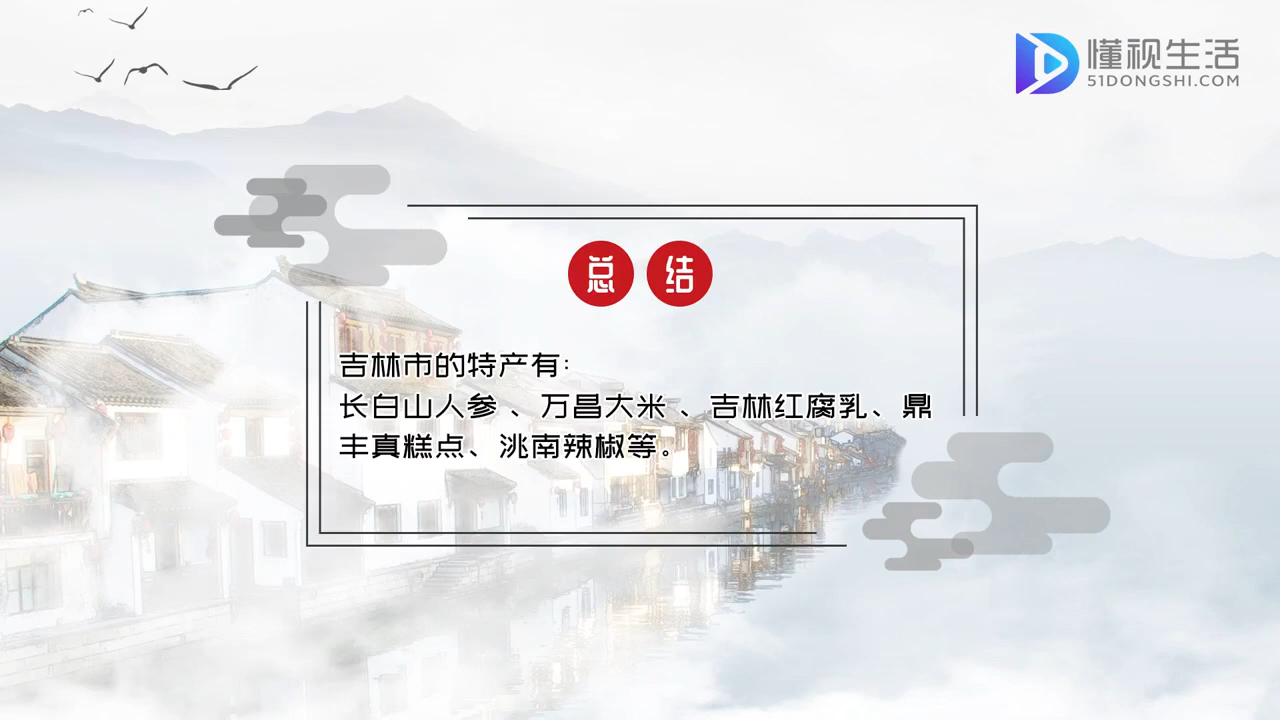 懂视生活
51DONGSHI.COM
总结
吉林市的特产有:
长白山人参 、万昌大米 、吉林红腐乳、鼎
丰真糕点、洮南辣椒等。